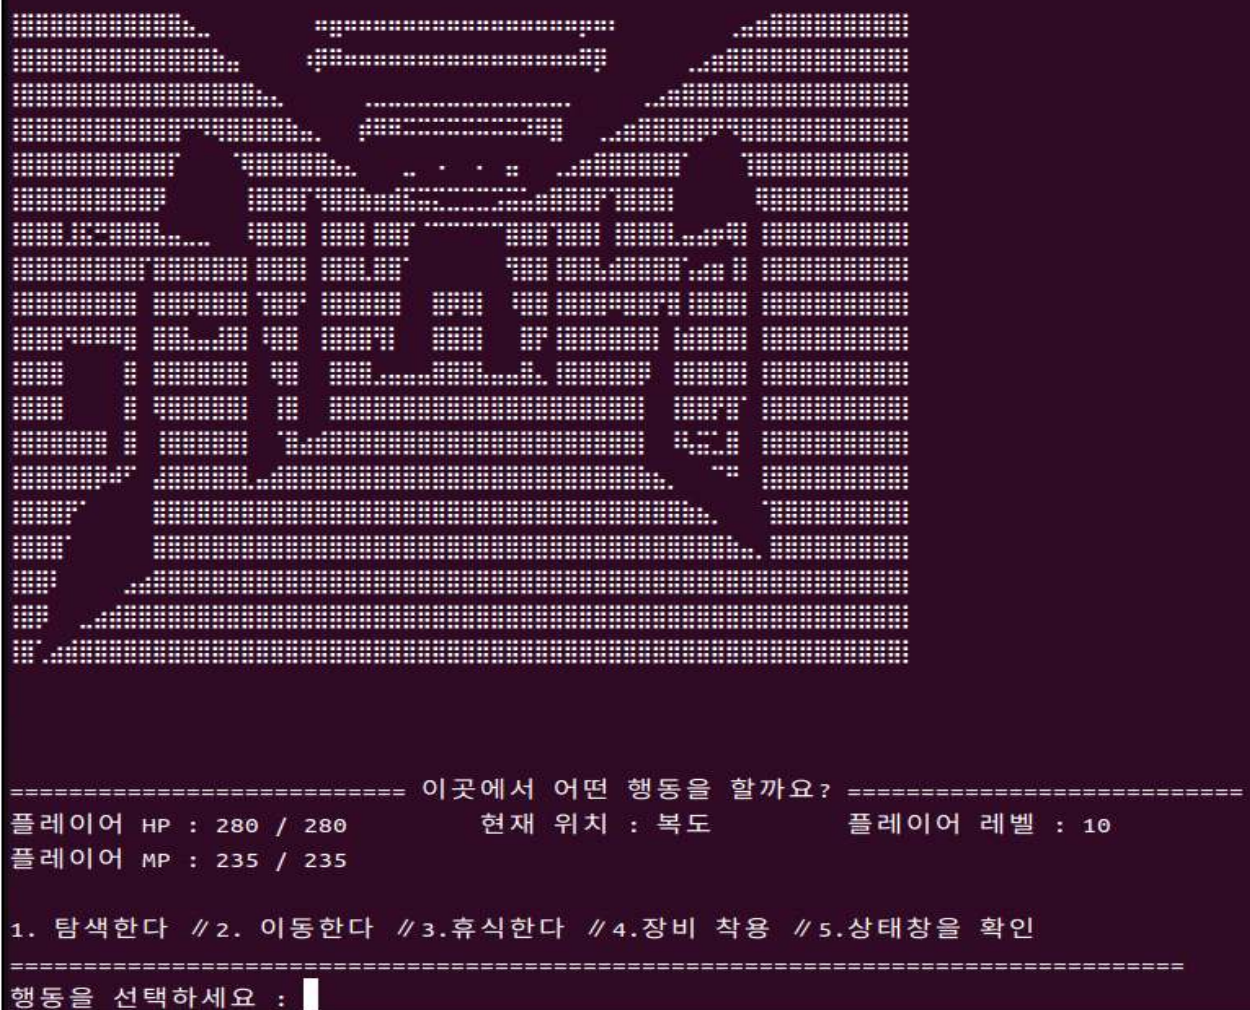 =========================== 이곳에서 어떤 행동을 할까요? ===========================
플레이어 HP : 280 / 280 현재 위치 : 복도 플레이어 레벨 : 10
플레이어 MP : 235 / 235
1. 탐색한다 //2. 이동한다 //3.휴식한다 //4.장비 착용 //5.상태창을 확인
================================================================================
행동을 선택하세요 :